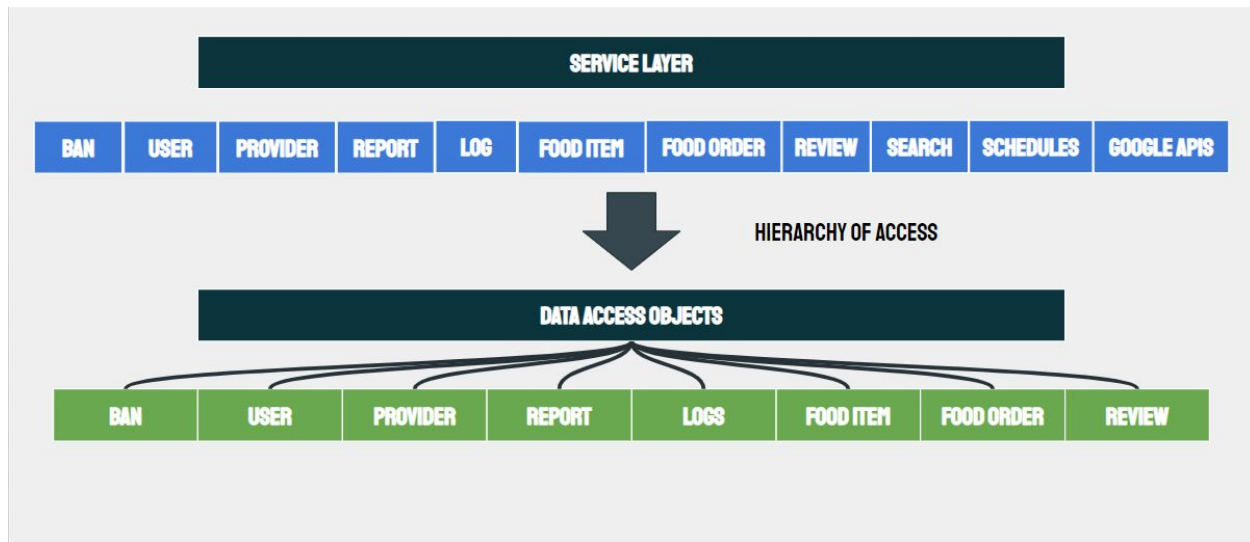 SERVICE LAYER
BAN USER PROVIDER REPORT LOG FOOD ITEM FOOD ORDER REVIEW SEARCH SCHEDULES GOOGLE APIS
HIERARCHY OF ACCESS
DATA ACCESS OBJECTS
BAN USER PROVIDER REPORT LOGS FOOD ITEM FOOD ORDER REVIEW